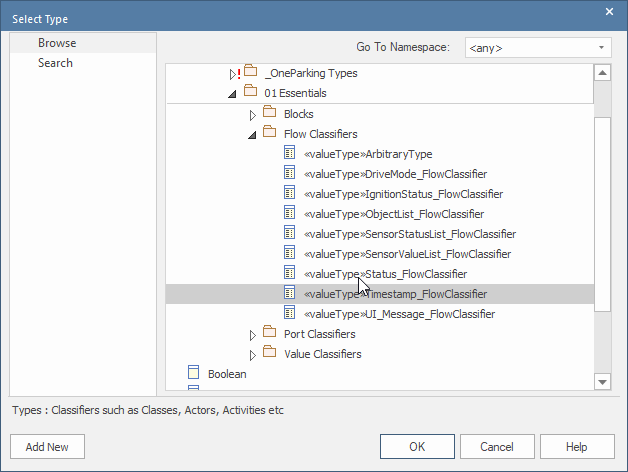 Select Type
Browse
Search
Go To Namespace: <any>
! _OneParking Types
01 Essentials
Blocks
Flow Classifiers
«valueType»ArbitraryType
«valueType»DriveMode_FlowClassifier
«valueType»IgnitionStatus_FlowClassifier
«valueType»ObjectList_FlowClassifier
«valueType»SensorStatusList_FlowClassifier
«valueType»SensorValueList_FlowClassifier
«valueType»Status_FlowClassifier
«valueType»Timestamp_FlowClassifier
«valueType»UI_Message_FlowClassifier
Port Classifiers
Value Classifiers
Boolean
Types : Classifiers such as Classes, Actors, Activities etc
Add New OK Cancel Help